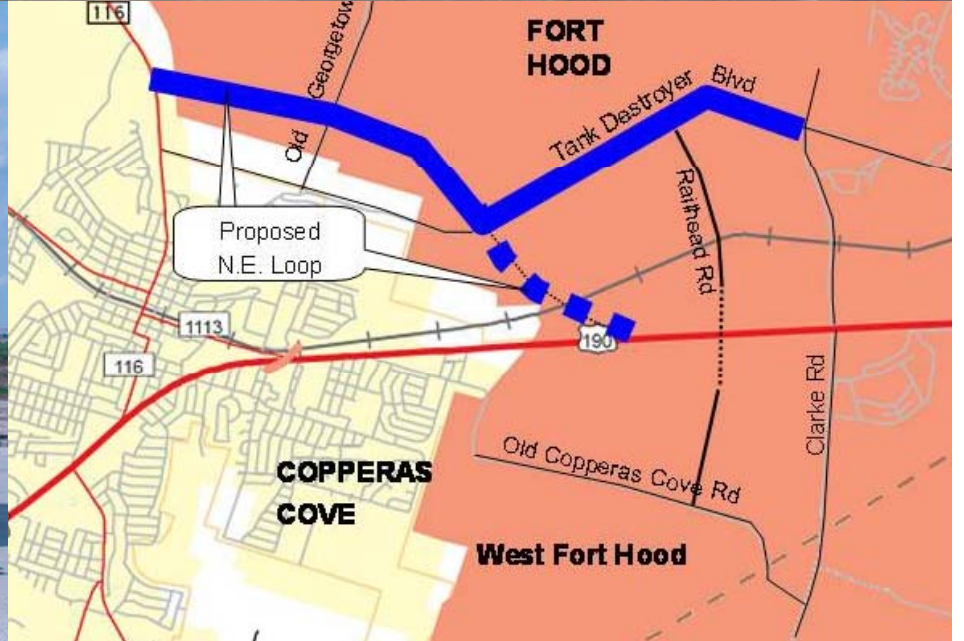 116
FORT
HOOD
Old Georgetow
Tank Destroyer Blvd
Railhead Rd
Proposed
N.E. Loop
1113
116
190
Clarke Rd
Old Copperas Cove Rd
COPPERAS
COVE
West Fort Hood